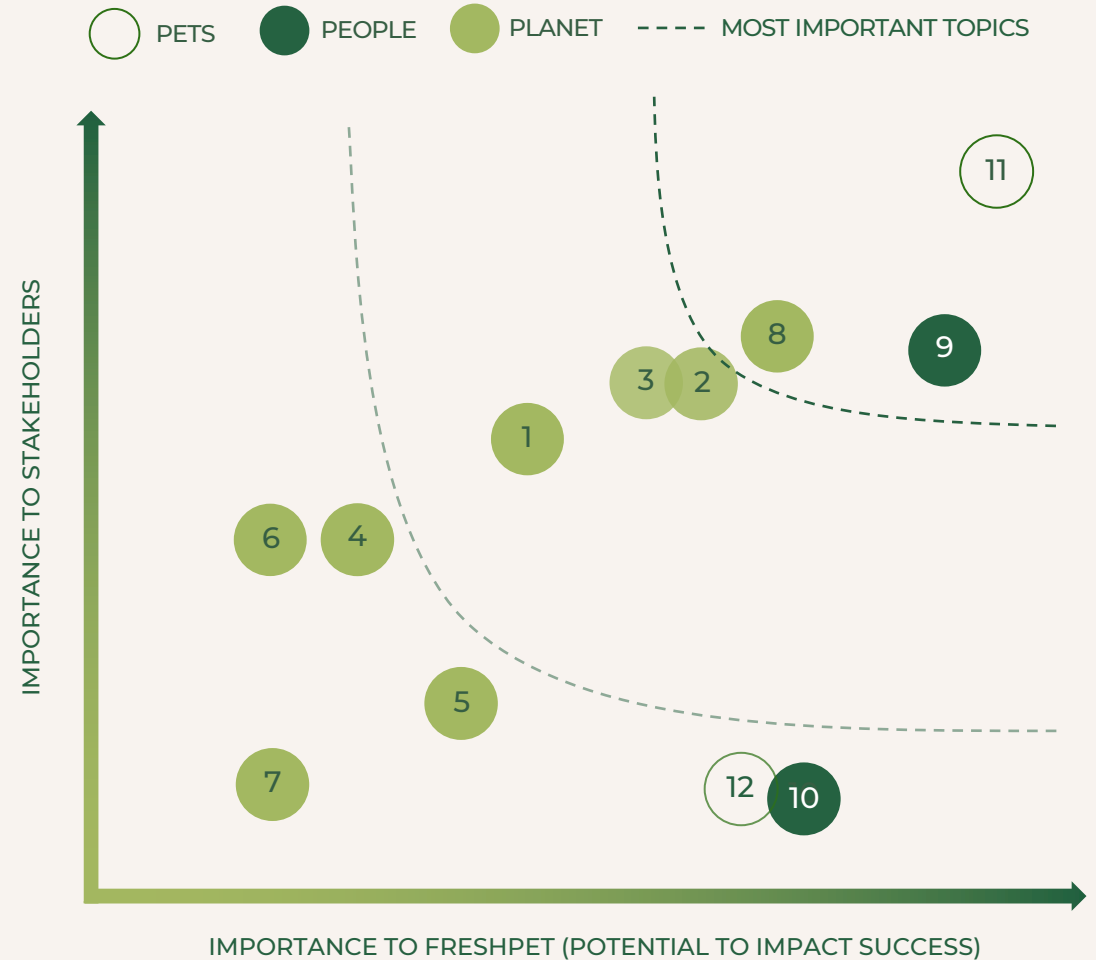 PETS
PEOPLE
PLANET
MOST IMPORTANT TOPICS
IMPORTANCE TO STAKEHOLDERS
11
8
9
3
2
1
6
4
5
7
12
10
IMPORTANCE TO FRESHPET (POTENTIAL TO IMPACT SUCCESS)